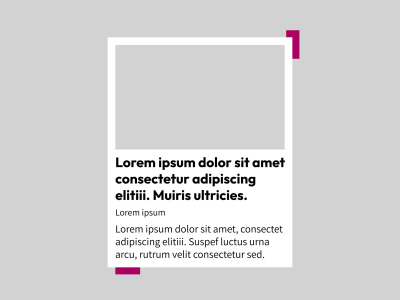 Lorem ipsum dolor sit amet
consectetur adipiscing
elitiii. Muiris ultricies.
Lorem ipsum
Lorem ipsum dolor sit amet, consectet
adipiscing elitiii. Suspef luctus urna
arcu, rutrum velit consectetur sed.